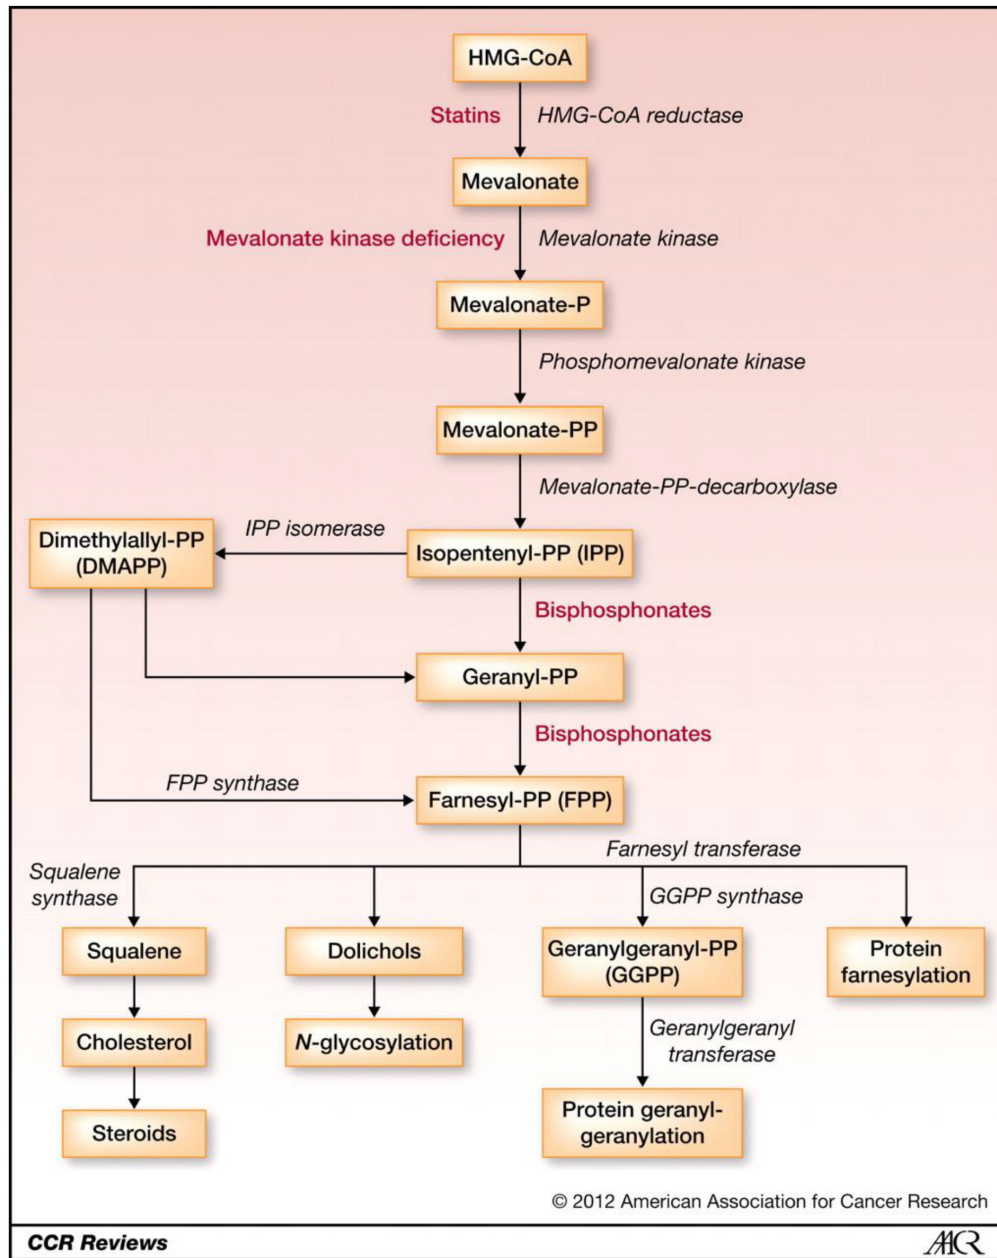 HMG-CoA
Statins
HMG-CoA reductase
Mevalonate
Mevalonate kinase deficiency
Mevalonate kinase
Mevalonate-P
Phosphomevalonate kinase
Mevalonate-PP
Mevalonate-PP-decarboxylase
IPP isomerase
Dimethylallyl-PP
(DMAPP)
Isopentenyl-PP (IPP)
Bisphosphonates
Geranyl-PP
Bisphosphonates
FPP synthase
Farnesyl-PP (FPP)
Farnesyl transferase
Squalene
synthase
GGPP synthase
Squalene
Dolichols
Geranylgeranyl-PP
(GGPP)
Protein
farnesylation
Cholesterol
N-glycosylation
Geranylgeranyl
transferase
Steroids
Protein geranyl-
geranylation
© 2012 American Association for Cancer Research
CCR Reviews
AACR